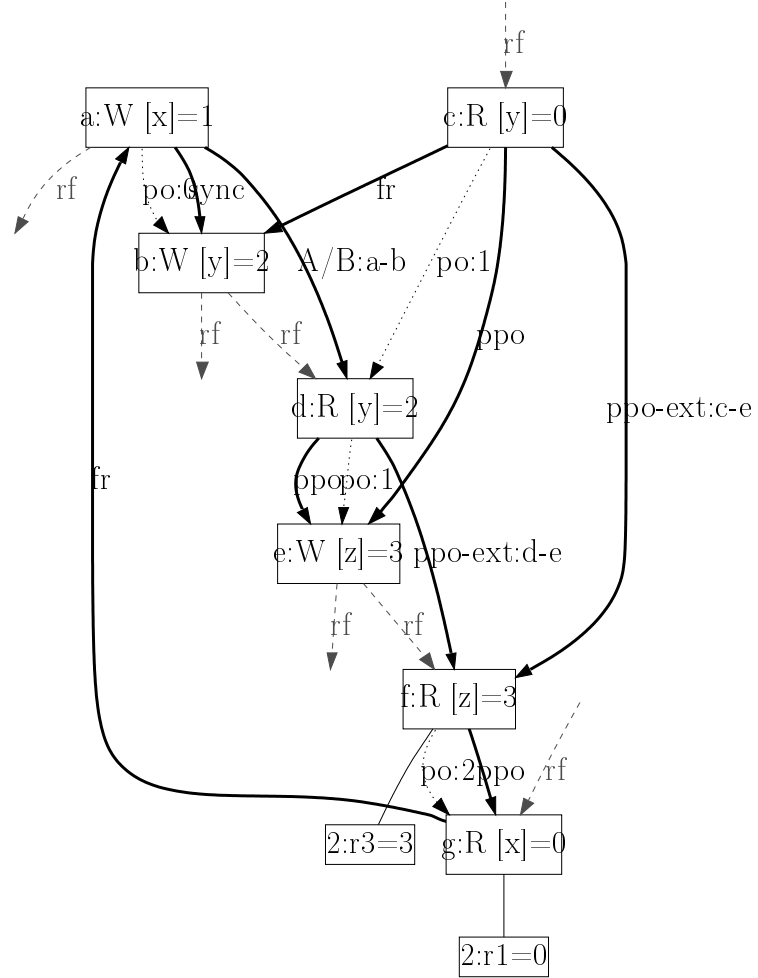 rf
a:W [x]=1
c:R [y]=0
rf
po:0
sync
fr
b:W [y]=2
A/B:a-b
po:1
rf
rf
ppo
d:R [y]=2
ppo-ext:c-e
fr
ppo
po:1
e:W [z]=3
ppo-ext:d-e
rf
rf
f:R [z]=3
po:2
ppo
rf
2:r3=3
g:R [x]=0
2:r1=0